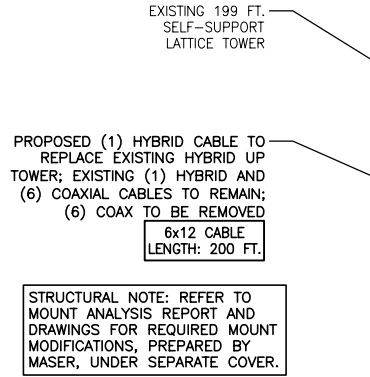 EXISTING 199 FT.
SELF-SUPPORT
LATTICE TOWER
PROPOSED (1) HYBRID CABLE TO
REPLACE EXISTING HYBRID UP
TOWER; EXISTING (1) HYBRID AND
(6) COAXIAL CABLES TO REMAIN;
(6) COAX TO BE REMOVED
6x12 CABLE
LENGTH: 200 FT.
STRUCTURAL NOTE: REFER TO
MOUNT ANALYSIS REPORT AND
DRAWINGS FOR REQUIRED MOUNT
MODIFICATIONS, PREPARED BY
MASER, UNDER SEPARATE COVER.